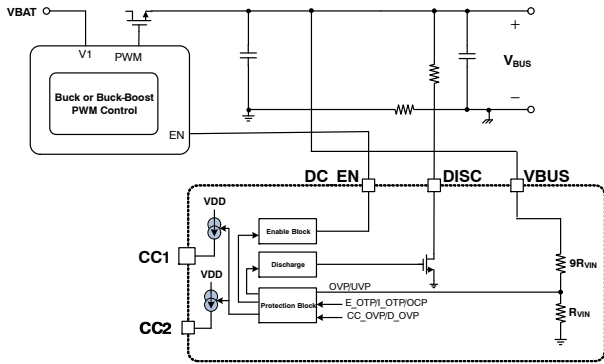 VBAT
V1
PWM
Buck or Buck-Boost
PWM Control
EN
+
VBUS
−
DC_EN
DISC
VBUS
VDD
CC1
VDD
CC2
Enable Block
Discharge
Protection Block
OVP/UVP
E_OTP/I_OTP/OCP
CC_OVP/D_OVP
9RVIN
RVIN